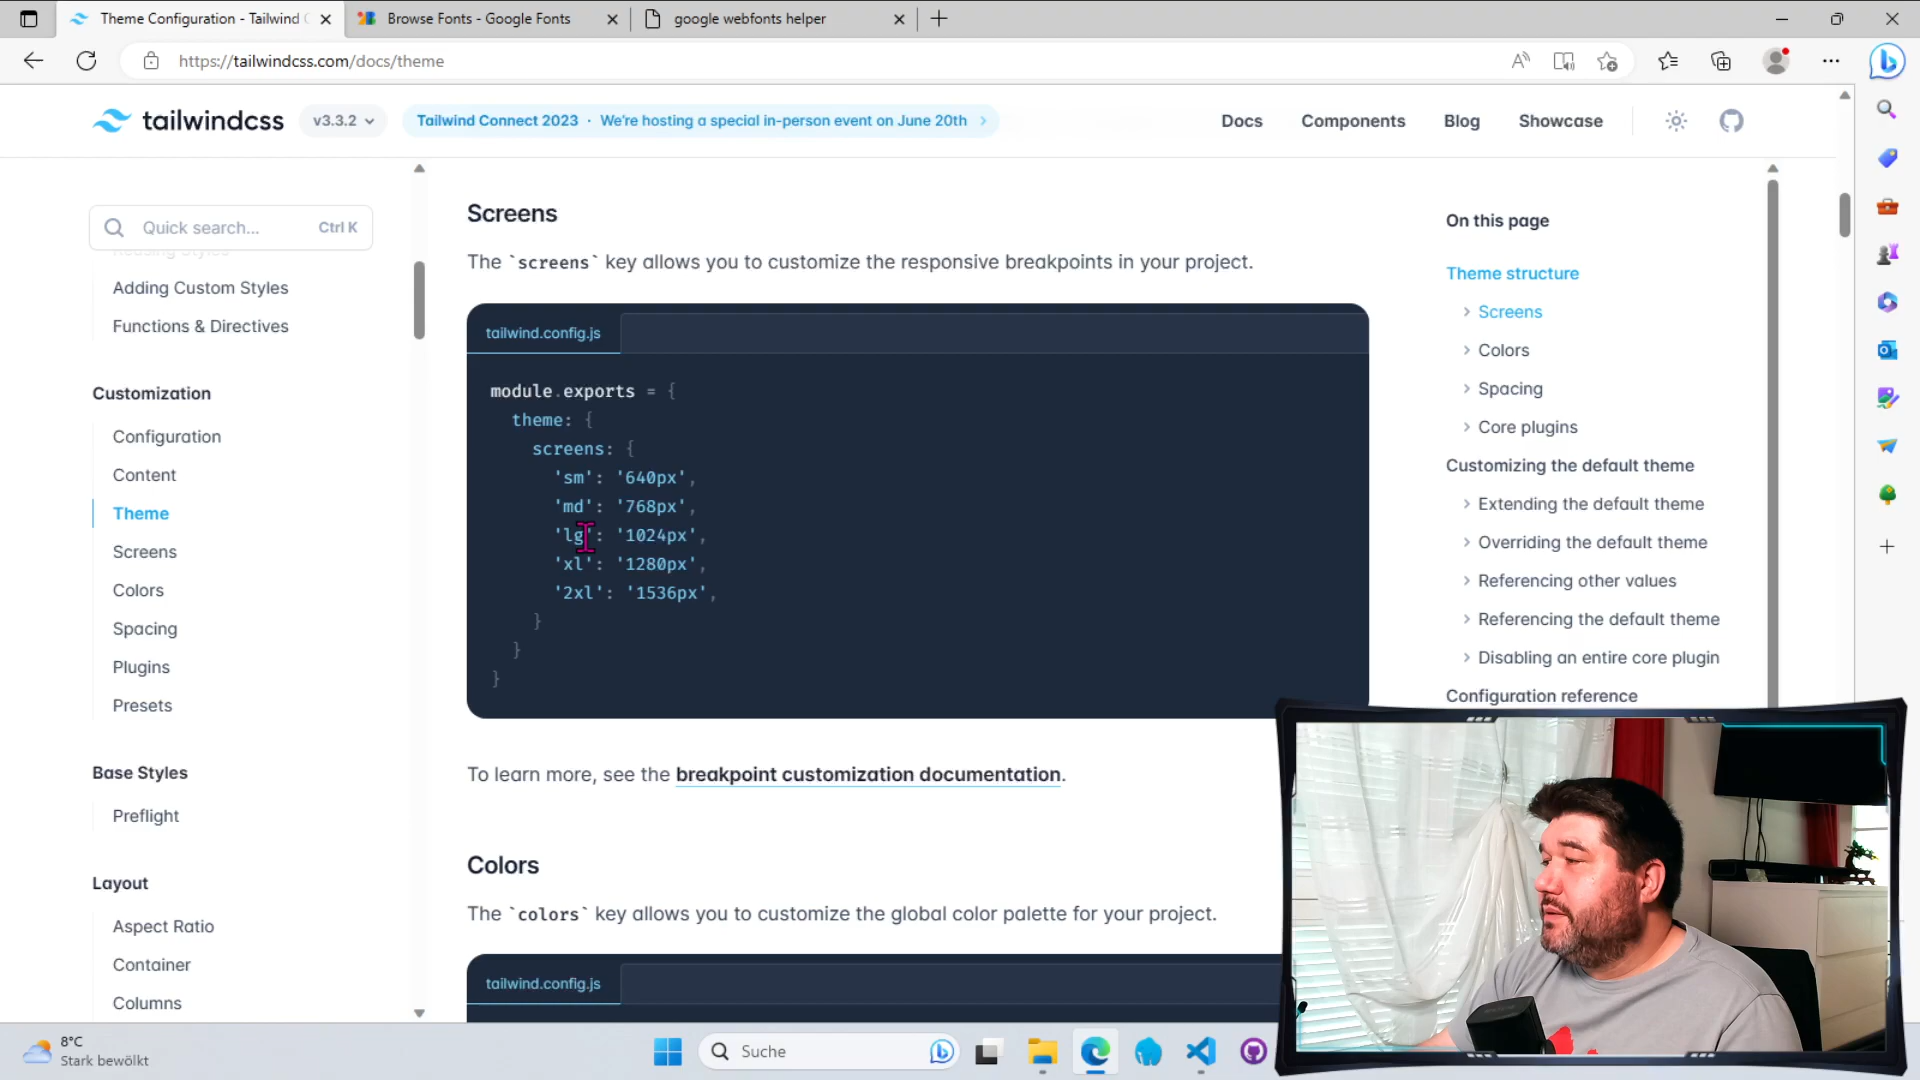 Theme Configuration - Tailwind C
Browse Fonts - Google Fonts
google webfonts helper
https://tailwindcss.com/docs/theme
tailwindcss
v3.3.2
Tailwind Connect 2023 · We're hosting a special in-person event on June 20th
Docs
Components
Blog
Showcase
Quick search...
Ctrl K
Reusing Styles
Adding Custom Styles
Functions & Directives
Customization
Configuration
Content
Theme
Screens
Colors
Spacing
Plugins
Presets
Base Styles
Preflight
Layout
Aspect Ratio
Container
Columns
Screens
The `screens` key allows you to customize the responsive breakpoints in your project.
tailwind.config.js
module.exports = {
theme: {
screens: {
'sm': '640px',
'md': '768px',
'lg': '1024px',
'xl': '1280px',
'2xl': '1536px',
}
}
}
To learn more, see the breakpoint customization documentation.
Colors
The `colors` key allows you to customize the global color palette for your project.
tailwind.config.js
On this page
Theme structure
Screens
Colors
Spacing
Core plugins
Customizing the default theme
Extending the default theme
Overriding the default theme
Referencing other values
Referencing the default theme
Disabling an entire core plugin
Configuration reference
8°C
Stark bewölkt
Suche